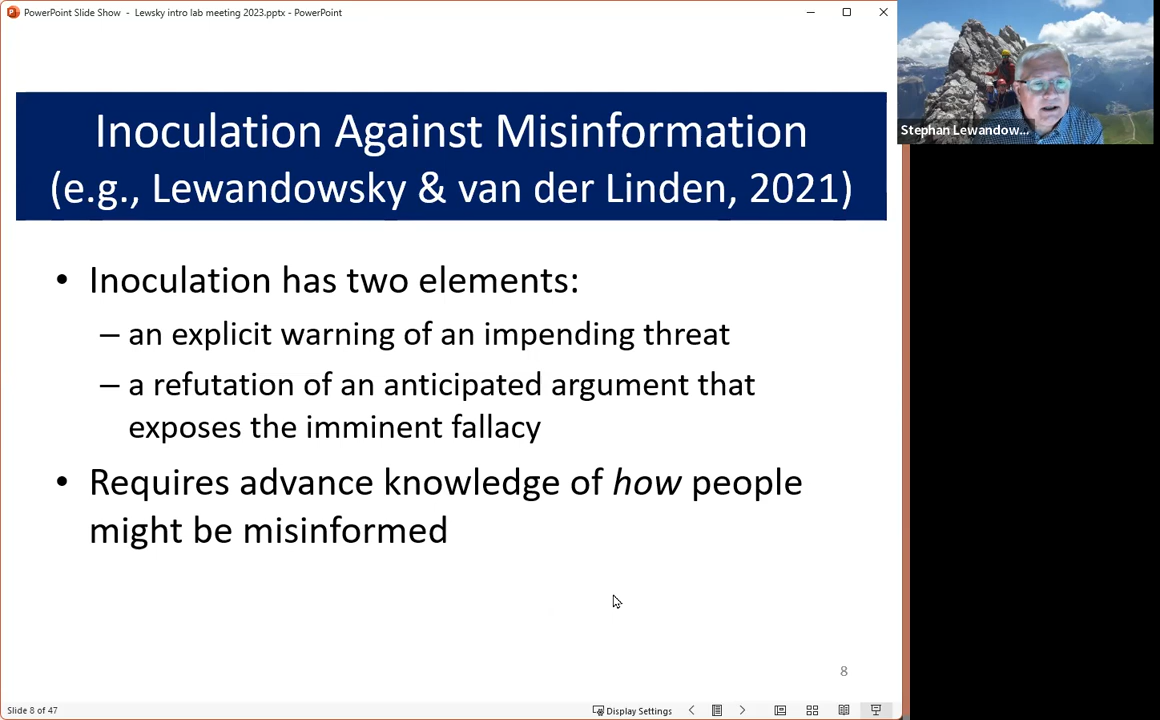 PowerPoint Slide Show - Lewsky intro lab meeting 2023.pptx - PowerPoint
Stephan Lewandow...
Inoculation Against Misinformation
(e.g., Lewandowsky & van der Linden, 2021)
• Inoculation has two elements:
– an explicit warning of an impending threat
– a refutation of an anticipated argument that
exposes the imminent fallacy
• Requires advance knowledge of how people
might be misinformed
8
Slide 8 of 47
Display Settings